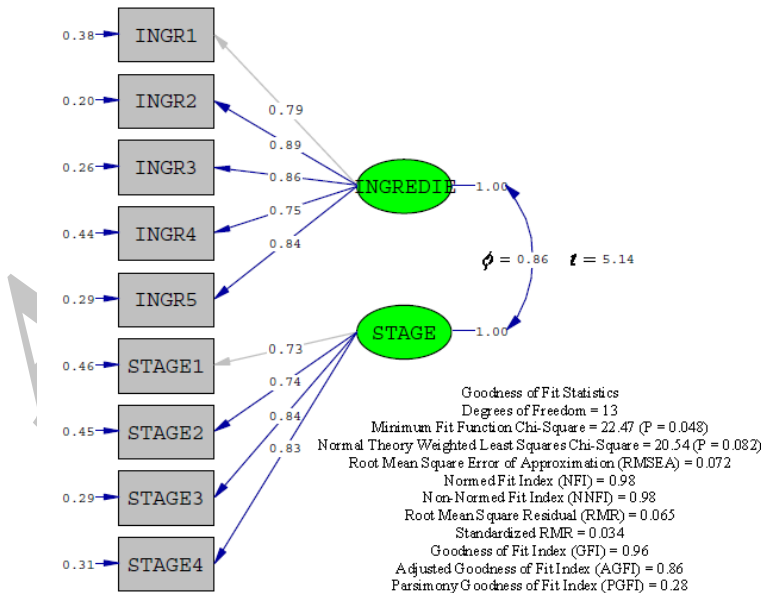 0.38 INGR1
0.79
0.20 INGR2
0.89
0.26 INGR3
0.86
INGREDIE 1.00
0.75
0.44 INGR4
0.84
ϕ = 0.86 t = 5.14
0.29 INGR5
STAGE 1.00
0.73
0.46 STAGE1
0.74
0.84
0.45 STAGE2
0.83
0.29 STAGE3
0.31 STAGE4
Goodness of Fit Statistics
Degrees of Freedom = 13
Minimum Fit Function Chi-Square = 22.47 (P = 0.048)
Normal Theory Weighted Least Squares Chi-Square = 20.54 (P = 0.082)
Root Mean Square Error of Approximation (RMSEA) = 0.072
Normed Fit Index (NFI) = 0.98
Non-Normed Fit Index (NNFI) = 0.98
Root Mean Square Residual (RMR) = 0.065
Standardized RMR = 0.034
Goodness of Fit Index (GFI) = 0.96
Adjusted Goodness of Fit Index (AGFI) = 0.86
Parsimony Goodness of Fit Index (PGFI) = 0.28